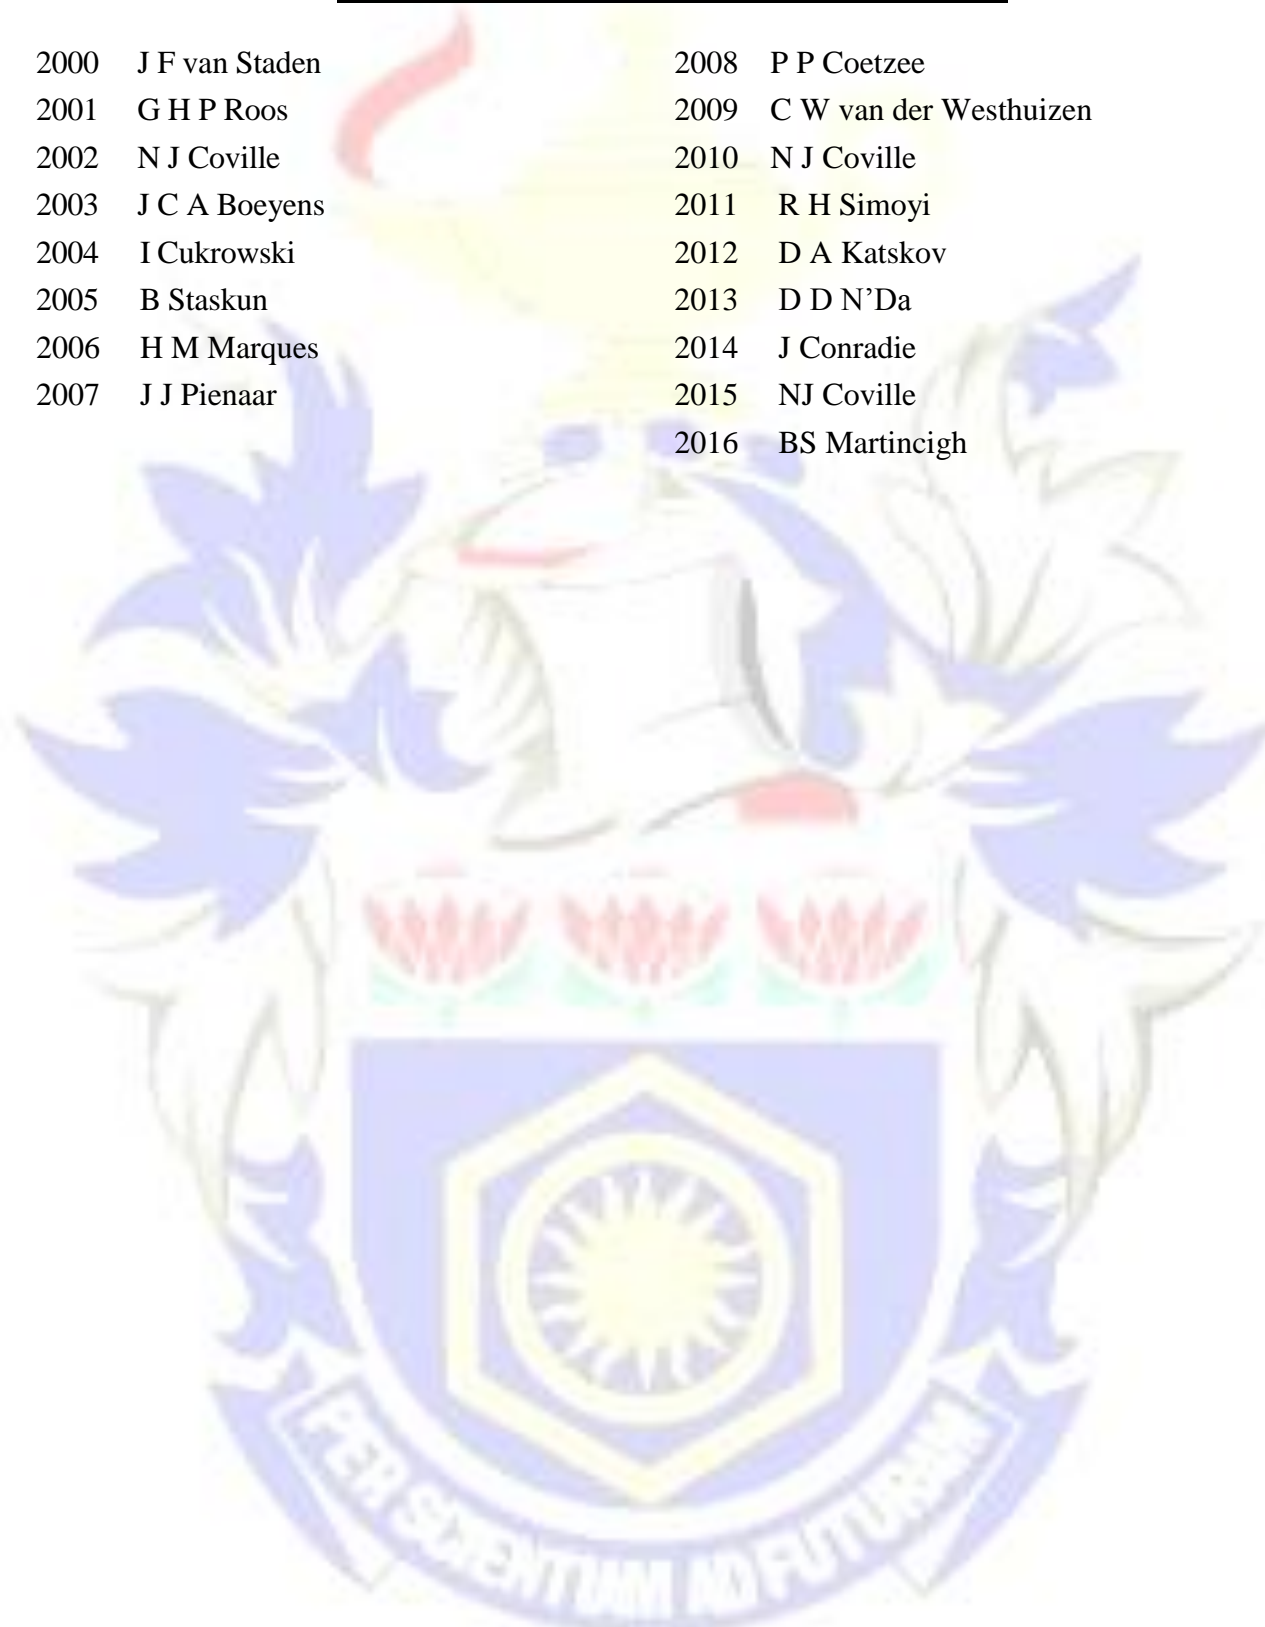 2000 J F van Staden
2001 G H P Roos
2002 N J Coville
2003 J C A Boeyens
2004 I Cukrowski
2005 B Staskun
2006 H M Marques
2007 J J Pienaar
2008 P P Coetzee
2009 C W van der Westhuizen
2010 N J Coville
2011 R H Simoyi
2012 D A Katskov
2013 D D N’Da
2014 J Conradie
2015 NJ Coville
2016 BS Martincigh
PER SCIENTIAM AD FUTURAM